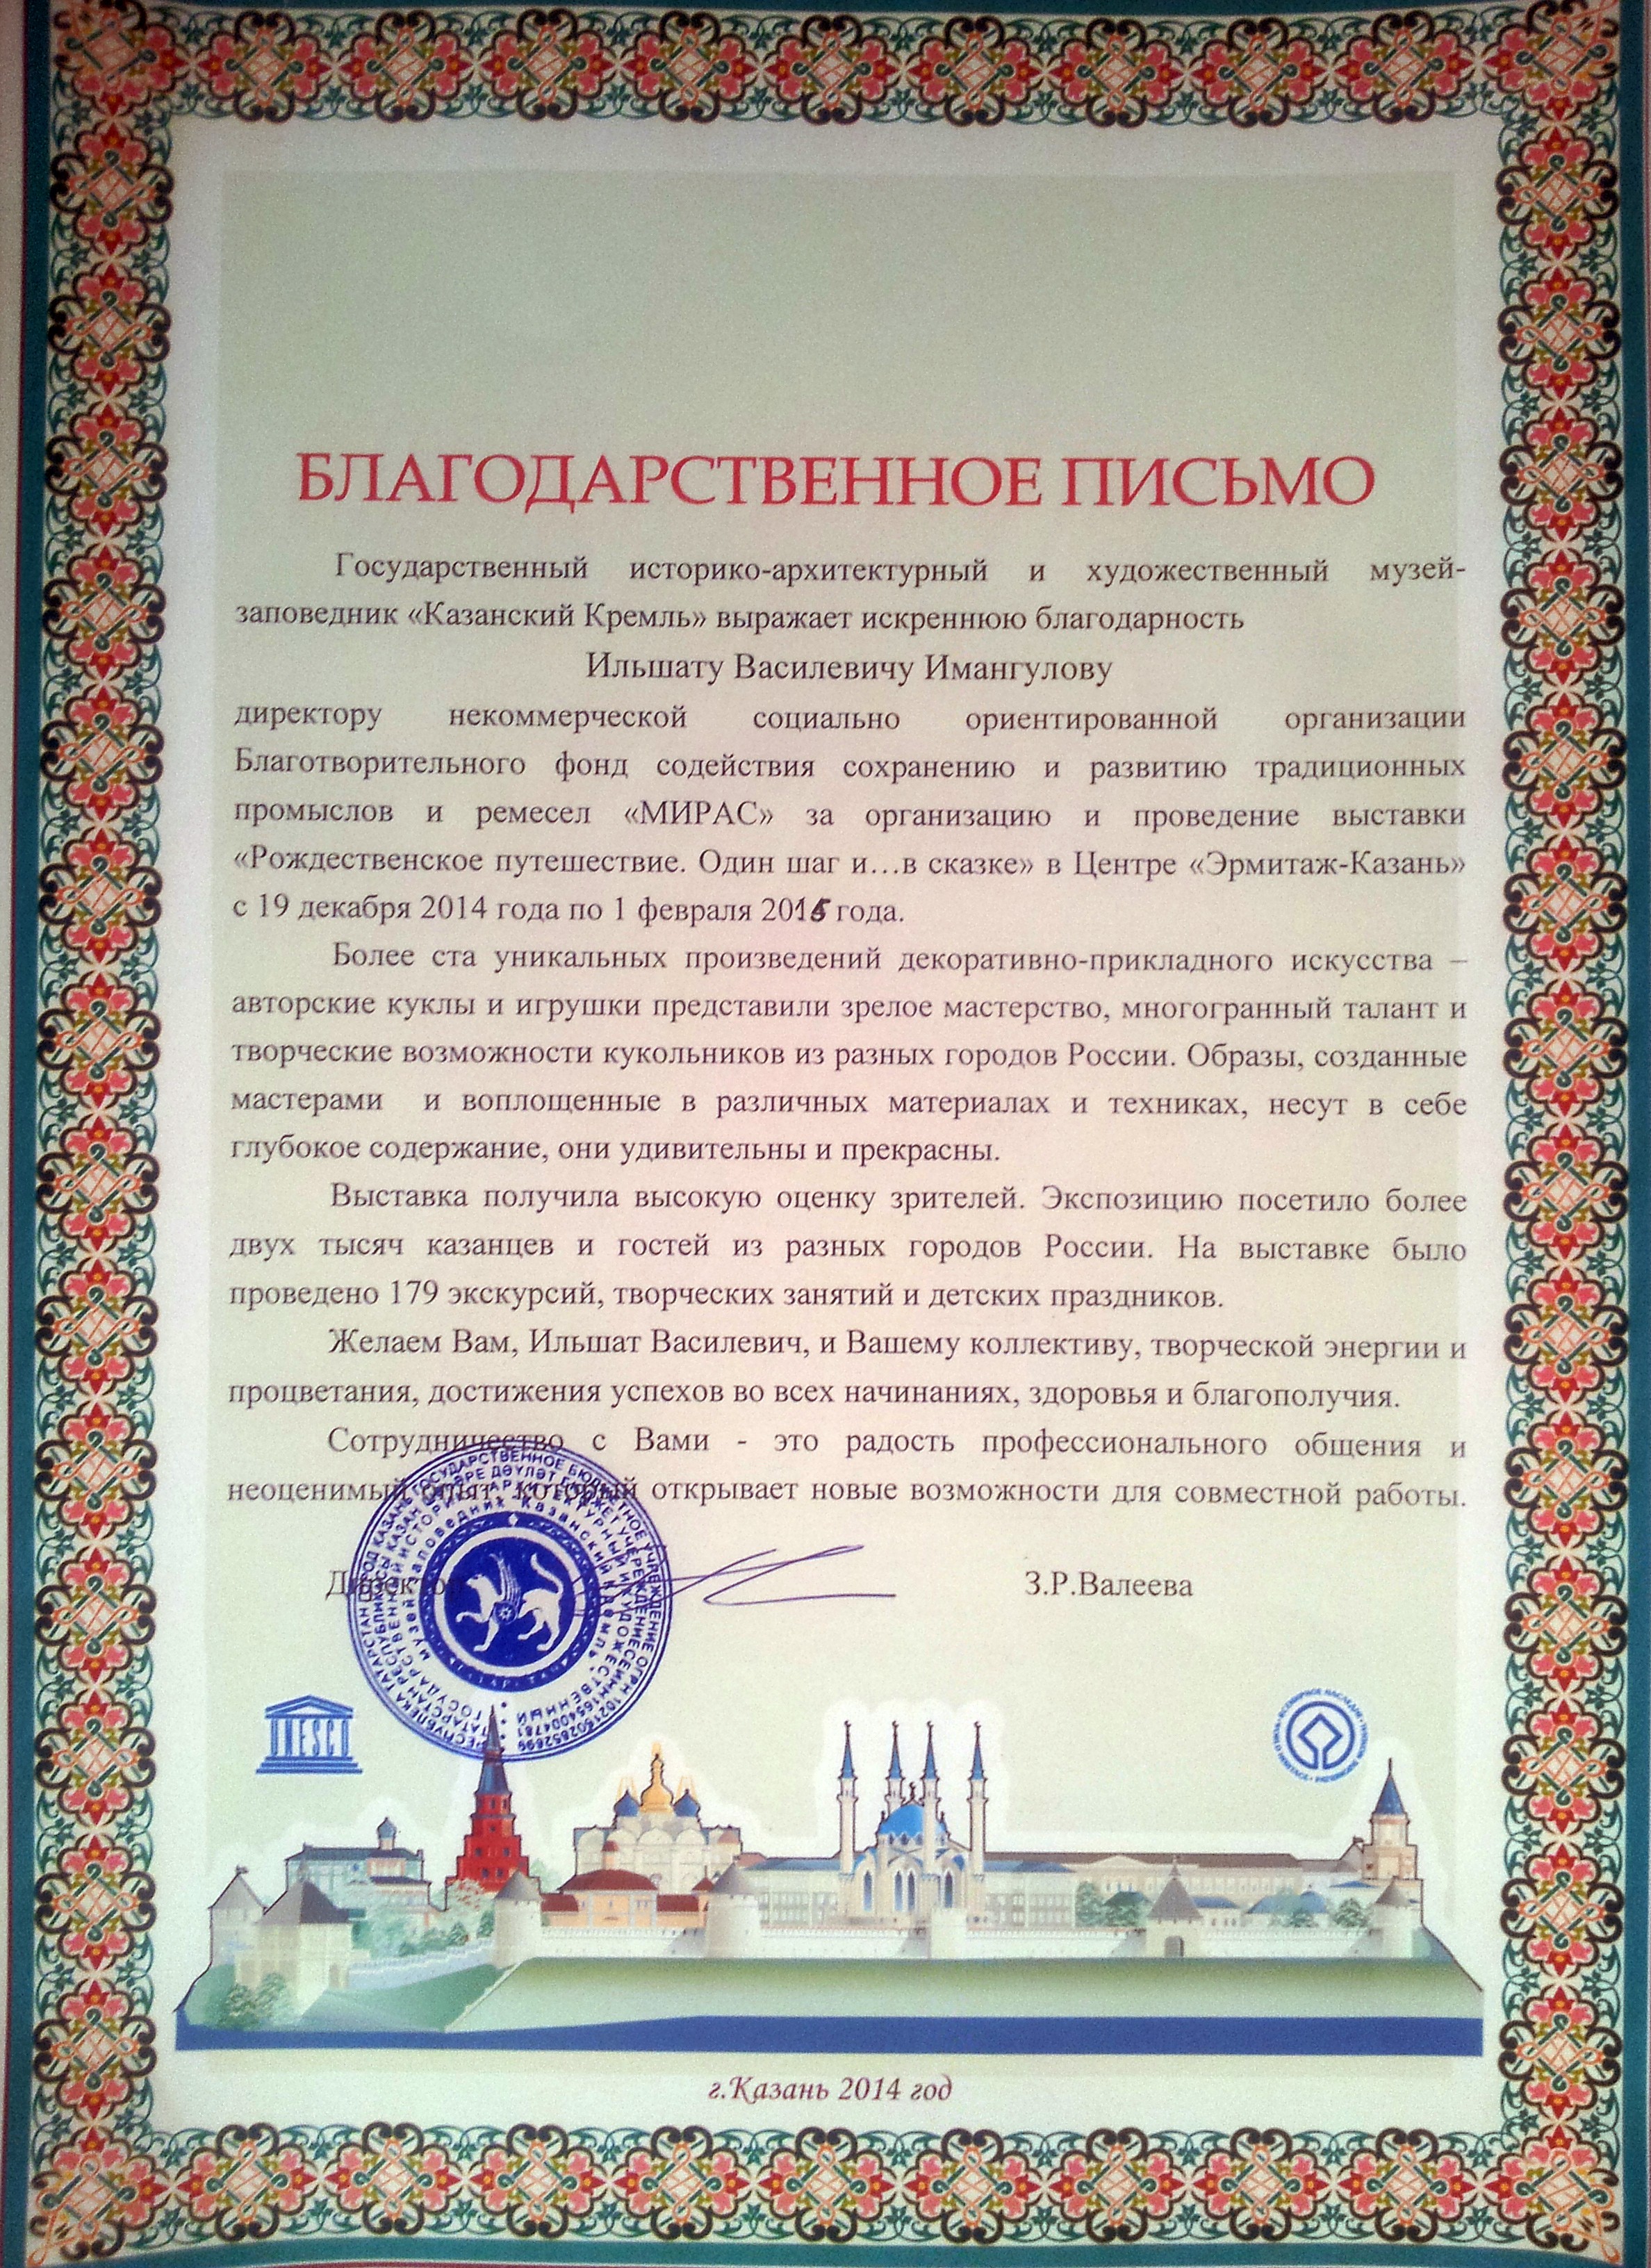 БЛАГОДАРСТВЕННОЕ ПИСЬМО
Государственный историко-архитектурный и художественный музей-
заповедник «Казанский Кремль» выражает искреннюю благодарность
Ильшату Василевичу Имангулову
директору некоммерческой социально ориентированной организации
Благотворительного фонд содействия сохранению и развитию традиционных
промыслов и ремесел «МИРАС» за организацию и проведение выставки
«Рождественское путешествие. Один шаг и…в сказке» в Центре «Эрмитаж-Казань»
с 19 декабря 2014 года по 1 февраля 2015 года.
Более ста уникальных произведений декоративно-прикладного искусства –
авторские куклы и игрушки представили зрелое мастерство, многогранный талант и
творческие возможности кукольников из разных городов России. Образы, созданные
мастерами и воплощенные в различных материалах и техниках, несут в себе
глубокое содержание, они удивительны и прекрасны.
Выставка получила высокую оценку зрителей. Экспозицию посетило более
двух тысяч казанцев и гостей из разных городов России. На выставке было
проведено 179 экскурсий, творческих занятий и детских праздников.
Желаем Вам, Ильшат Василевич, и Вашему коллективу, творческой энергии и
процветания, достижения успехов во всех начинаниях, здоровья и благополучия.
Сотрудничество с Вами - это радость профессионального общения и
неоценимый опыт, который открывает новые возможности для совместной работы.
Директор З.Р.Валеева
UNESCO
г.Казань 2014 год